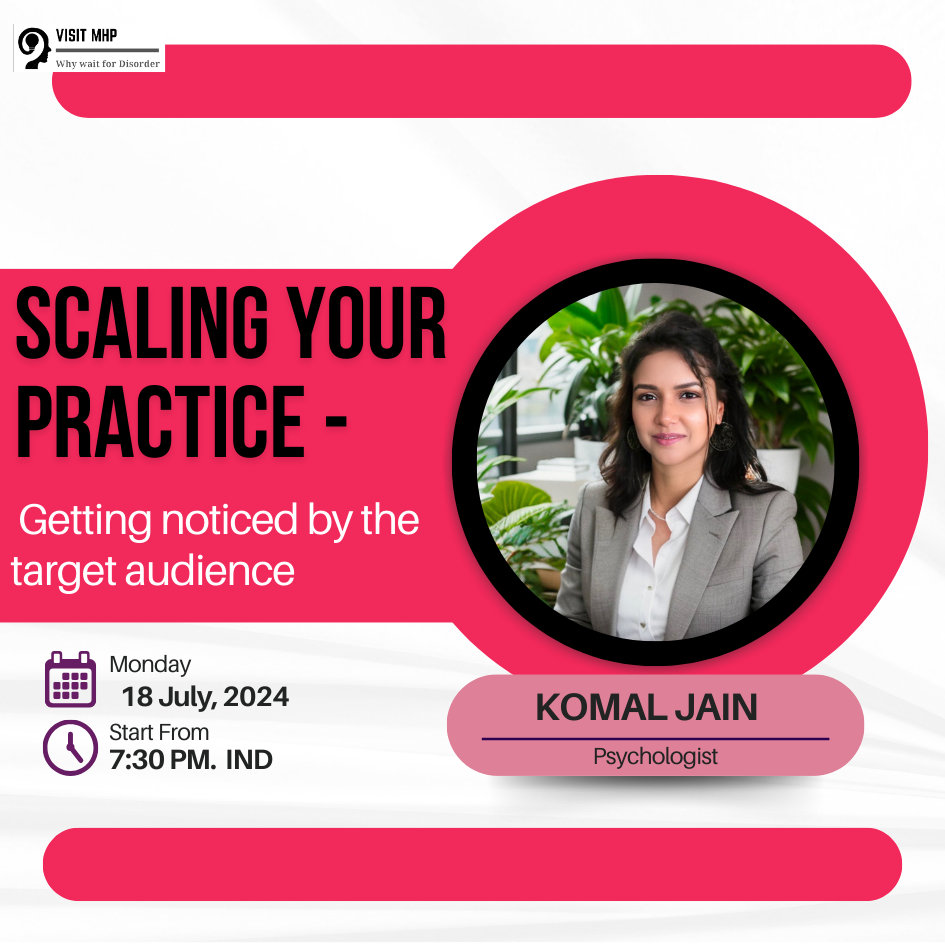 VISIT MHP
Why wait for Disorder
SCALING YOUR
PRACTICE -
Getting noticed by the
target audience
Monday
18 July, 2024
Start From
7:30 PM. IND
KOMAL JAIN
Psychologist